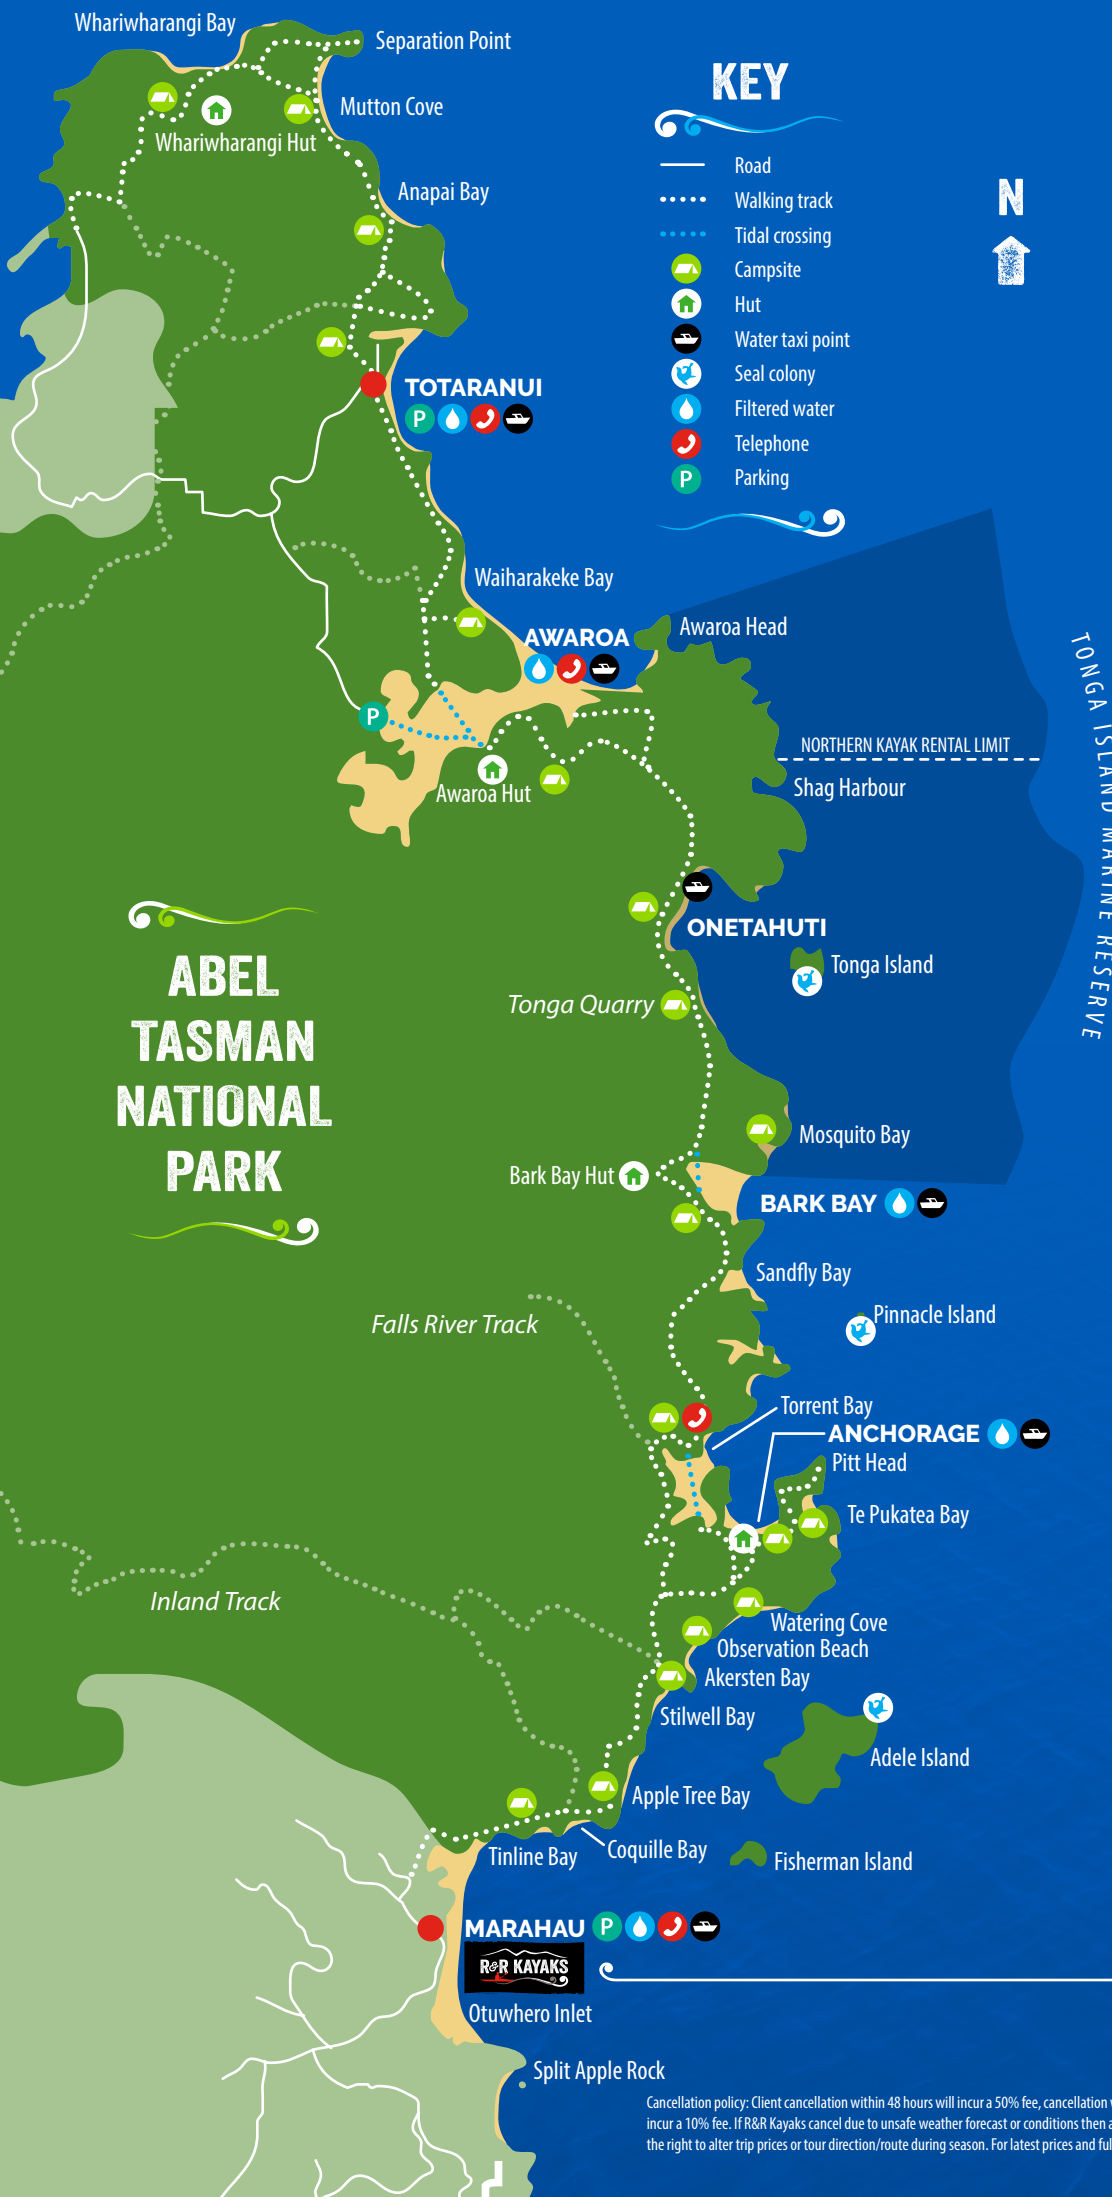 Whariwharangi Bay
Separation Point
KEY
Mutton Cove
Whariwharangi Hut
Road
Anapai Bay
Walking track
N
Tidal crossing
Campsite
Hut
Water taxi point
Seal colony
TOTARANUI
P
Filtered water
Telephone
P
Parking
Waiharakeke Bay
AWAROA
Awaroa Head
TONGA ISLAND MARINE RESERVE
P
NORTHERN KAYAK RENTAL LIMIT
Shag Harbour
Awaroa Hut
ONETAHUTI
Tonga Island
ABEL
TASMAN
NATIONAL
PARK
Tonga Quarry
Mosquito Bay
Bark Bay Hut
BARK BAY
Sandfly Bay
Pinnacle Island
Falls River Track
Torrent Bay
ANCHORAGE
Pitt Head
Te Pukatea Bay
Inland Track
Watering Cove
Observation Beach
Akersten Bay
Stilwell Bay
Adele Island
Apple Tree Bay
Coquille Bay
Tinline Bay
Fisherman Island
MARAHAU
P
R&R KAYAKS
Otuwhero Inlet
Split Apple Rock
Cancellation policy: Client cancellation within 48 hours will incur a 50% fee, cancellation
incur a 10% fee. If R&R Kayaks cancel due to unsafe weather forecast or conditions then
the right to alter trip prices or tour direction/route during season. For latest prices and